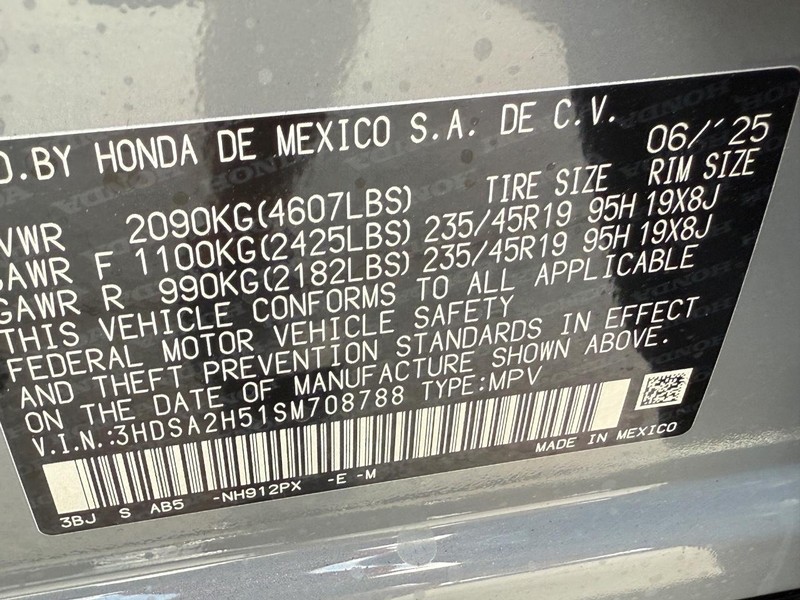 D.BY HONDA DE MEXICO S.A. DE C.V. 06/'25
VWR 2090KG(4607LBS) TIRE SIZE RIM SIZE
GAWR F 1100KG(2425LBS) 235/45R19 95H 19X8J
GAWR R 990KG(2182LBS) 235/45R19 95H 19X8J
THIS VEHICLE CONFORMS TO ALL APPLICABLE
FEDERAL MOTOR VEHICLE SAFETY
AND THEFT PREVENTION STANDARDS IN EFFECT
ON THE DATE OF MANUFACTURE SHOWN ABOVE.
V.I.N.:3HDSA2H51SM708788 TYPE:MPV
MADE IN MEXICO
3BJ S AB5 -NH912PX -E -M